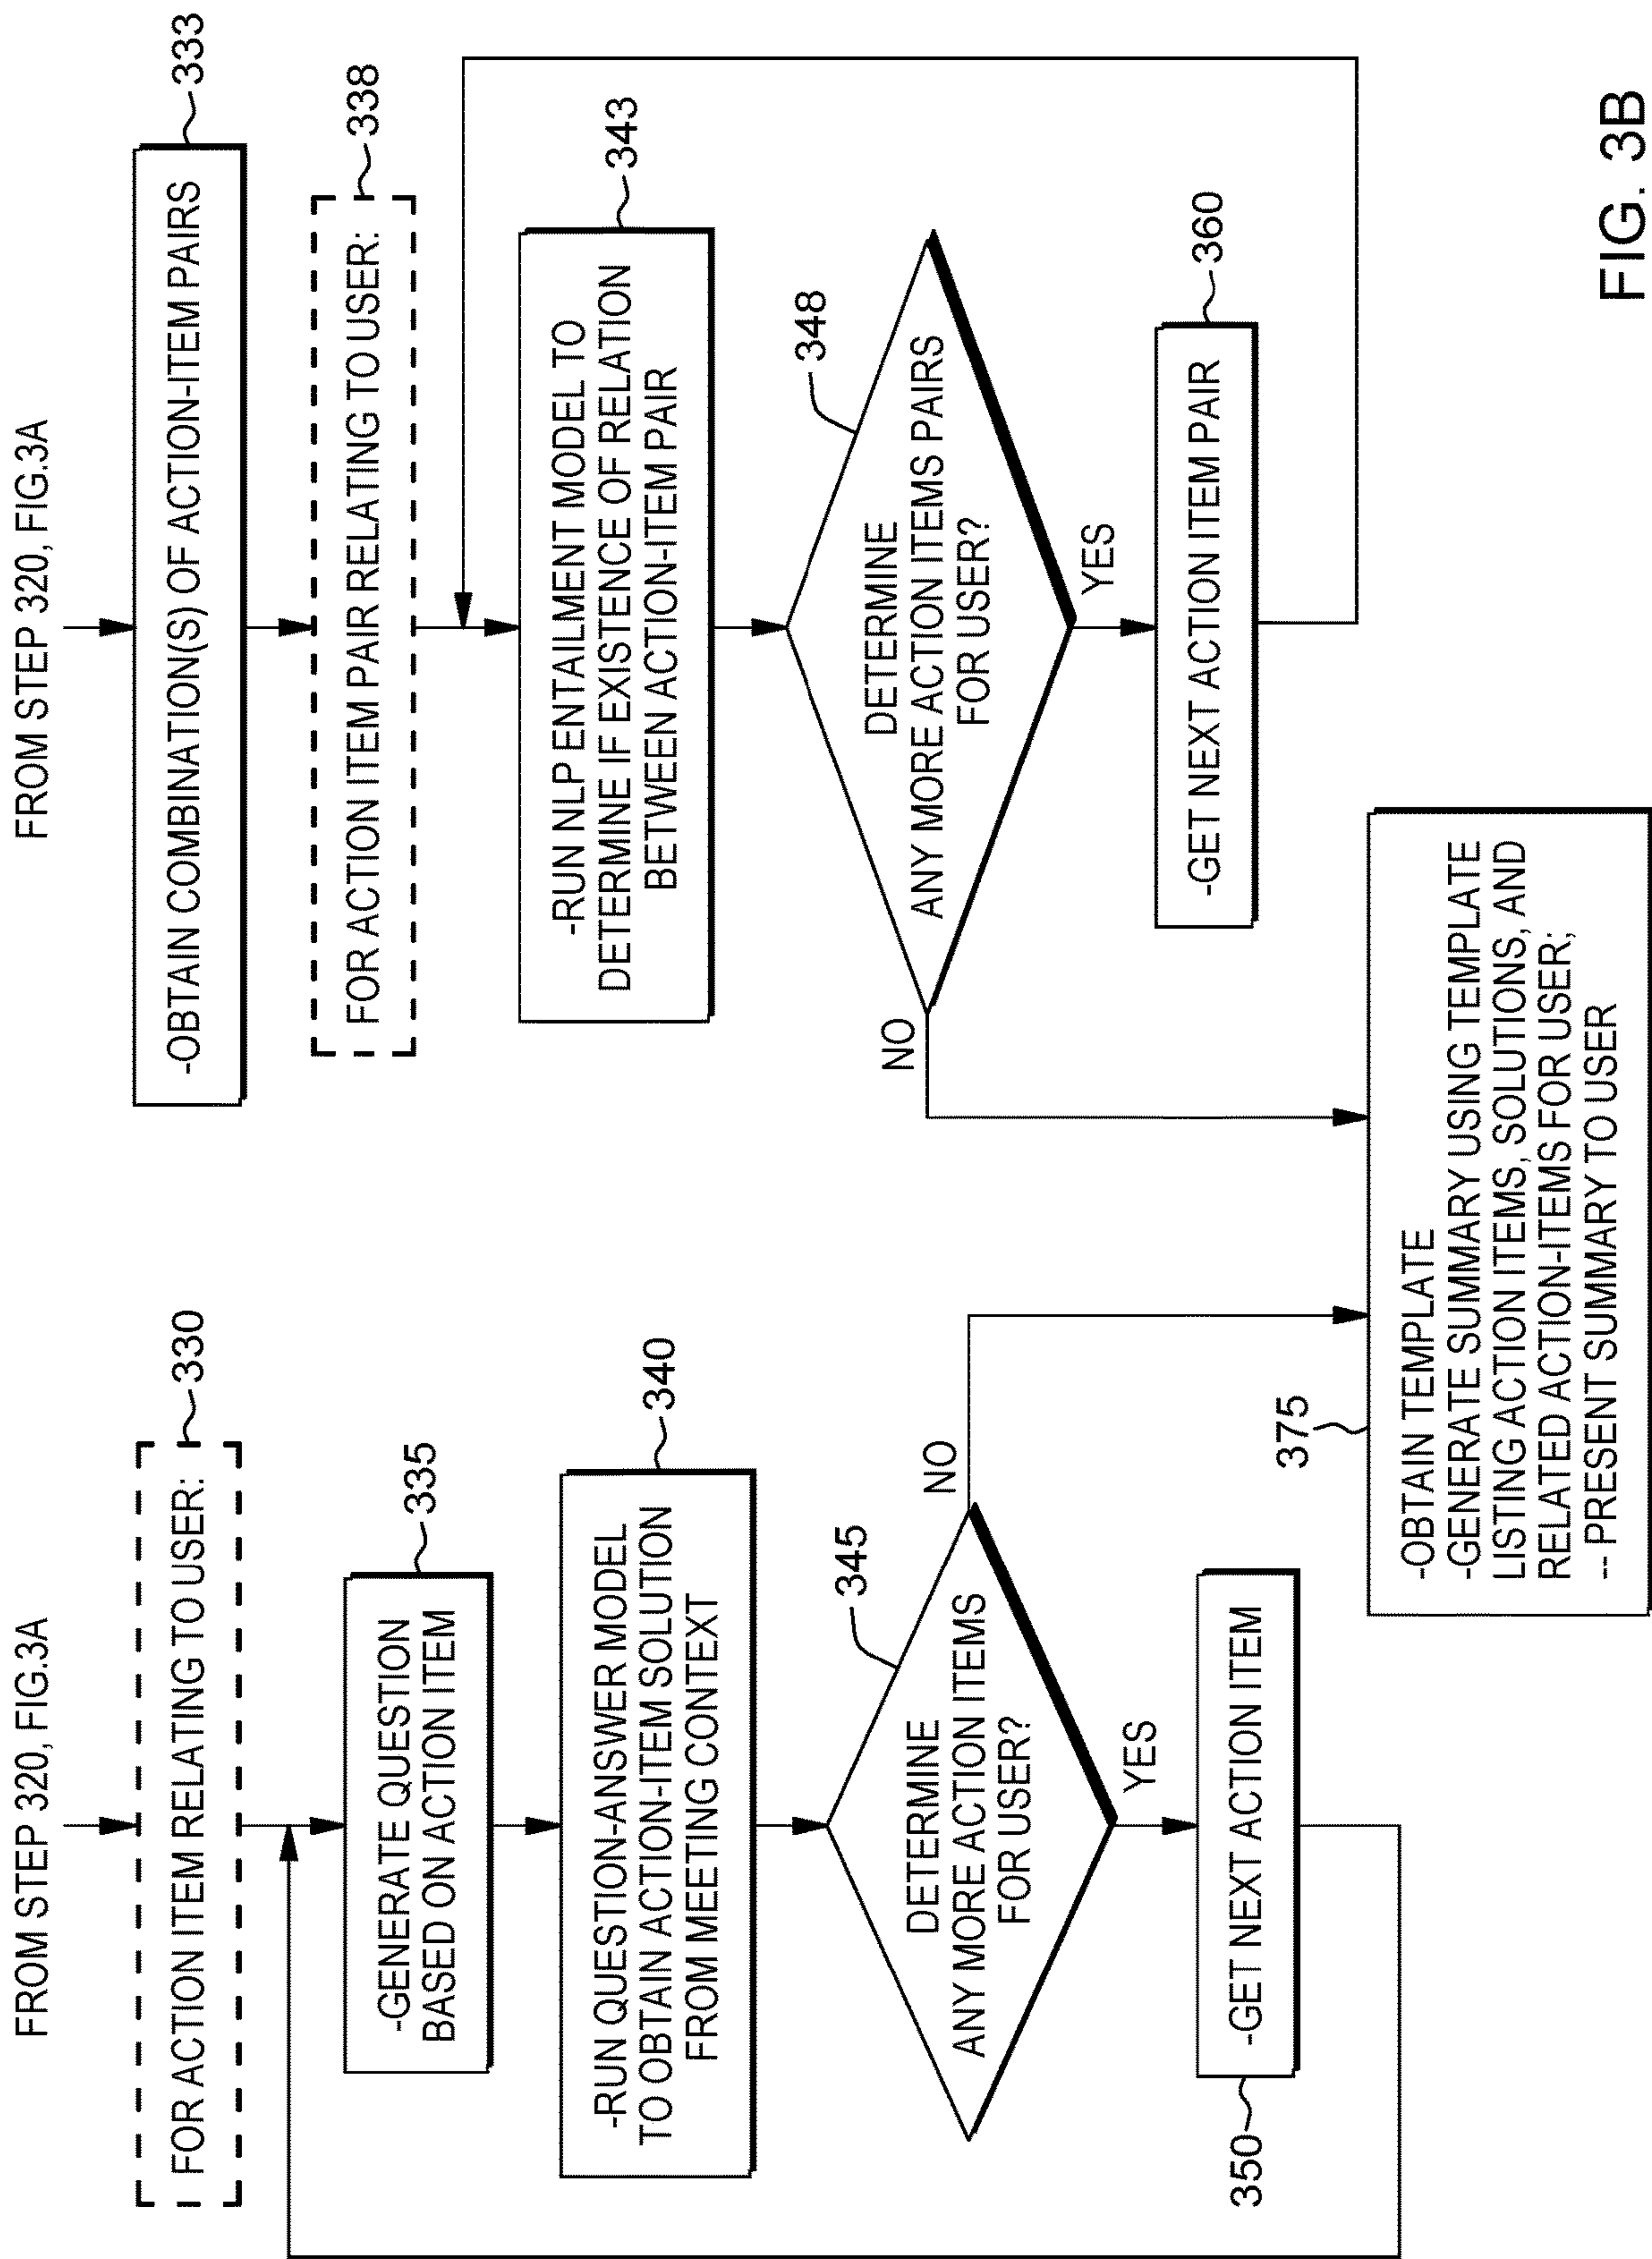 FROM STEP 320, FIG.3A
FOR ACTION ITEM RELATING TO USER:
330
-GENERATE QUESTION
BASED ON ACTION ITEM
335
-RUN QUESTION-ANSWER MODEL
TO OBTAIN ACTION-ITEM SOLUTION
FROM MEETING CONTEXT
340
DETERMINE
ANY MORE ACTION ITEMS
FOR USER?
345
NO
YES
-GET NEXT ACTION ITEM
350
FROM STEP 320, FIG.3A
-OBTAIN COMBINATION(S) OF ACTION-ITEM PAIRS
333
FOR ACTION ITEM PAIR RELATING TO USER:
338
-RUN NLP ENTAILMENT MODEL TO
DETERMINE IF EXISTENCE OF RELATION
BETWEEN ACTION-ITEM PAIR
343
DETERMINE
ANY MORE ACTION ITEMS PAIRS
FOR USER?
348
NO
YES
-GET NEXT ACTION ITEM PAIR
360
375
-OBTAIN TEMPLATE
-GENERATE SUMMARY USING TEMPLATE
LISTING ACTION ITEMS, SOLUTIONS, AND
RELATED ACTION-ITEMS FOR USER;
-- PRESENT SUMMARY TO USER
FIG. 3B